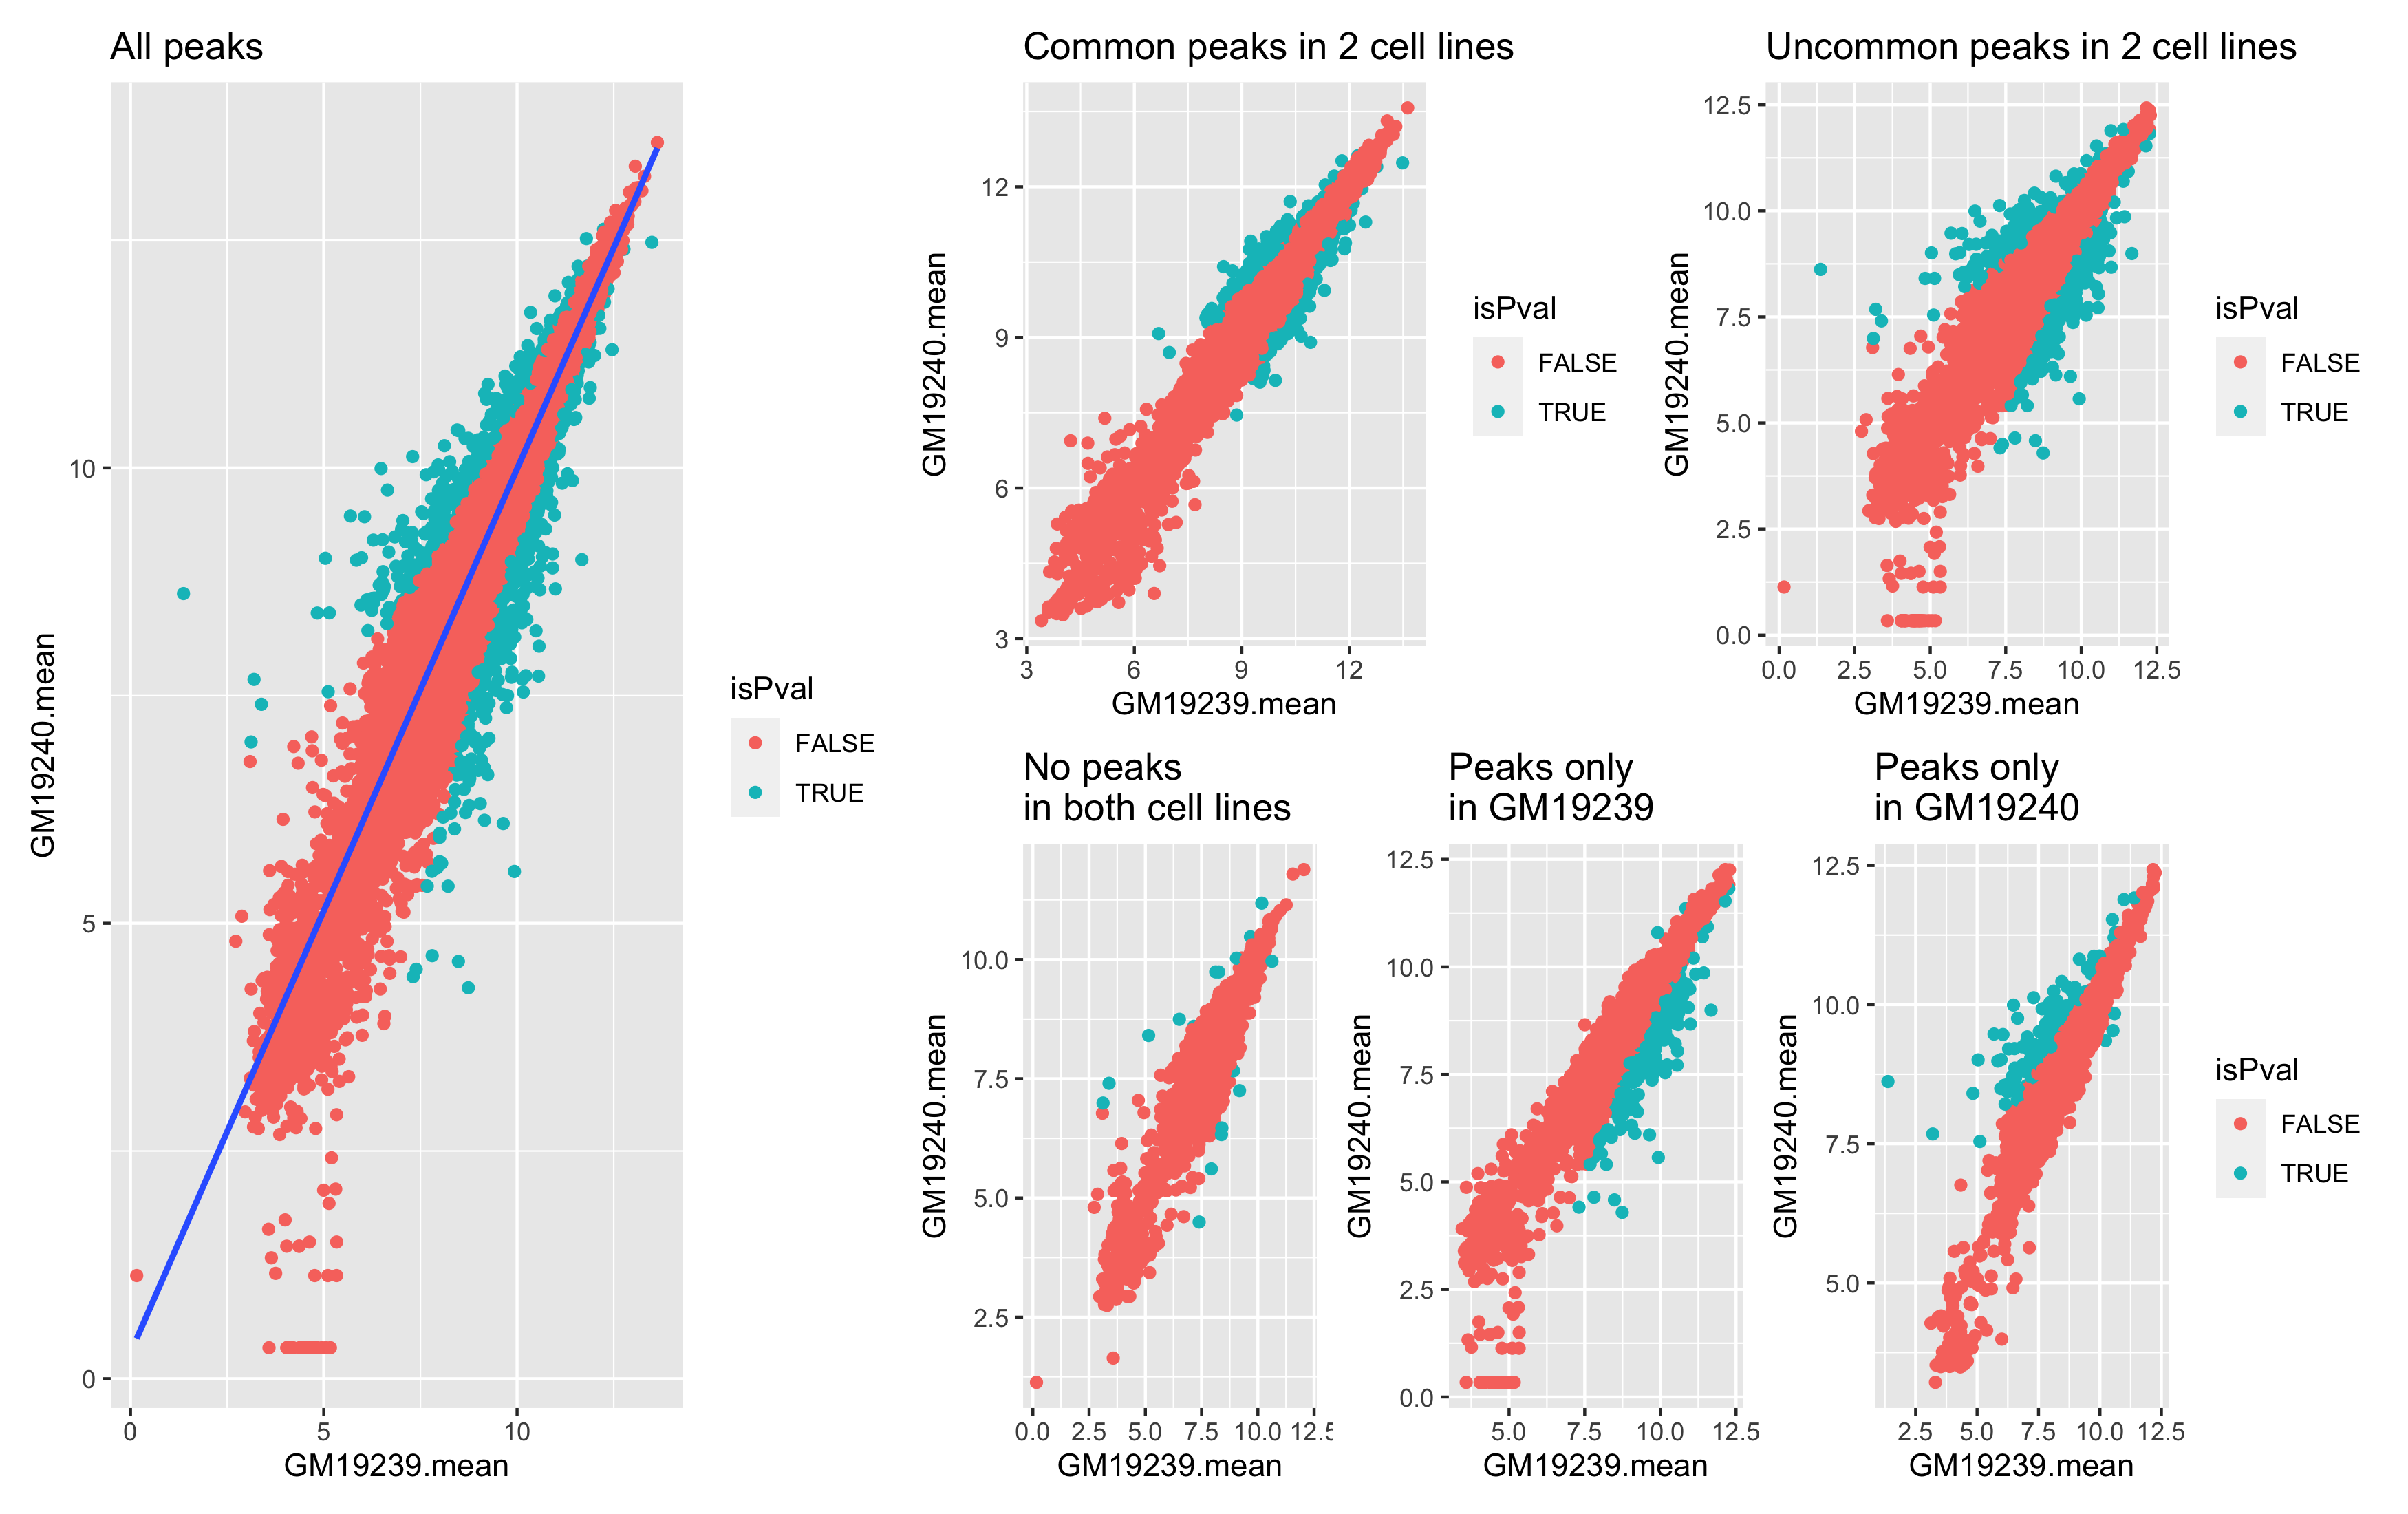 All peaks
GM19240.mean
10
5
0
0 5 10
GM19239.mean
isPval
FALSE
TRUE
Common peaks in 2 cell lines
GM19240.mean
12
9
6
3
3 6 9 12
GM19239.mean
isPval
FALSE
TRUE
Uncommon peaks in 2 cell lines
GM19240.mean
12.5
10.0
7.5
5.0
2.5
0.0
0.0 2.5 5.0 7.5 10.0 12.5
GM19239.mean
isPval
FALSE
TRUE
No peaks
in both cell lines
GM19240.mean
10.0
7.5
5.0
2.5
0.0 2.5 5.0 7.5 10.0 12.5
GM19239.mean
Peaks only
in GM19239
GM19240.mean
12.5
10.0
7.5
5.0
2.5
0.0
5.0 7.5 10.0 12.5
GM19239.mean
Peaks only
in GM19240
GM19240.mean
12.5
10.0
7.5
5.0
2.5 5.0 7.5 10.0 12.5
GM19239.mean
isPval
FALSE
TRUE